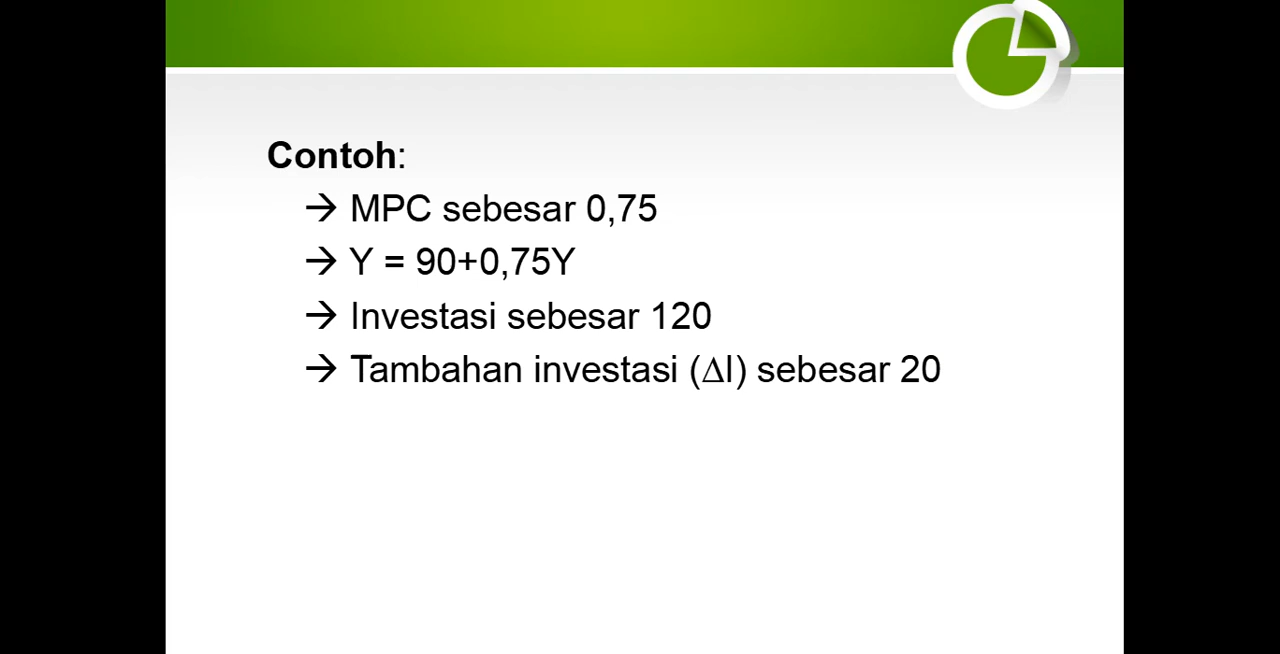 Contoh:
→ MPC sebesar 0,75
→ Y = 90+0,75Y
→ Investasi sebesar 120
→ Tambahan investasi (∆I) sebesar 20